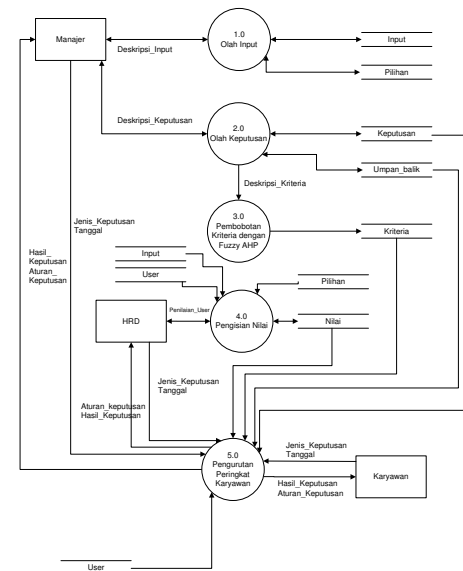 Manajer
1.0
Olah Input
Deskripsi_Input
Input
Pilihan
Deskripsi_Keputusan
2.0
Olah Keputusan
Keputusan
Umpan_balik
Deskripsi_Kriteria
3.0
Pembobotan
Kriteria dengan
Fuzzy AHP
Kriteria
Jenis_Keputusan
Tanggal
Hasil_
Keputusan
Aturan_
Keputusan
Input
User
Pilihan
HRD
Penilaian_User
4.0
Pengisian Nilai
Nilai
Jenis_Keputusan
Tanggal
Aturan_keputusan
Hasil_Keputusan
5.0
Pengurutan
Peringkat
Karyawan
Jenis_Keputusan
Tanggal
Hasil_Keputusan
Aturan_Keputusan
Karyawan
User